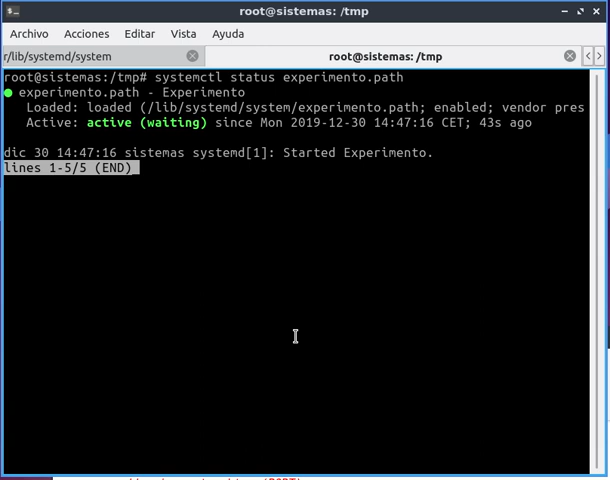 root@sistemas: /tmp
Archivo Acciones Editar Vista Ayuda
r/lib/systemd/system
root@sistemas: /tmp
root@sistemas:/tmp# systemctl status experimento.path
● experimento.path - Experimento
Loaded: loaded (/lib/systemd/system/experimento.path; enabled; vendor pres
Active: active (waiting) since Mon 2019-12-30 14:47:16 CET; 43s ago
dic 30 14:47:16 sistemas systemd[1]: Started Experimento.
lines 1-5/5 (END)